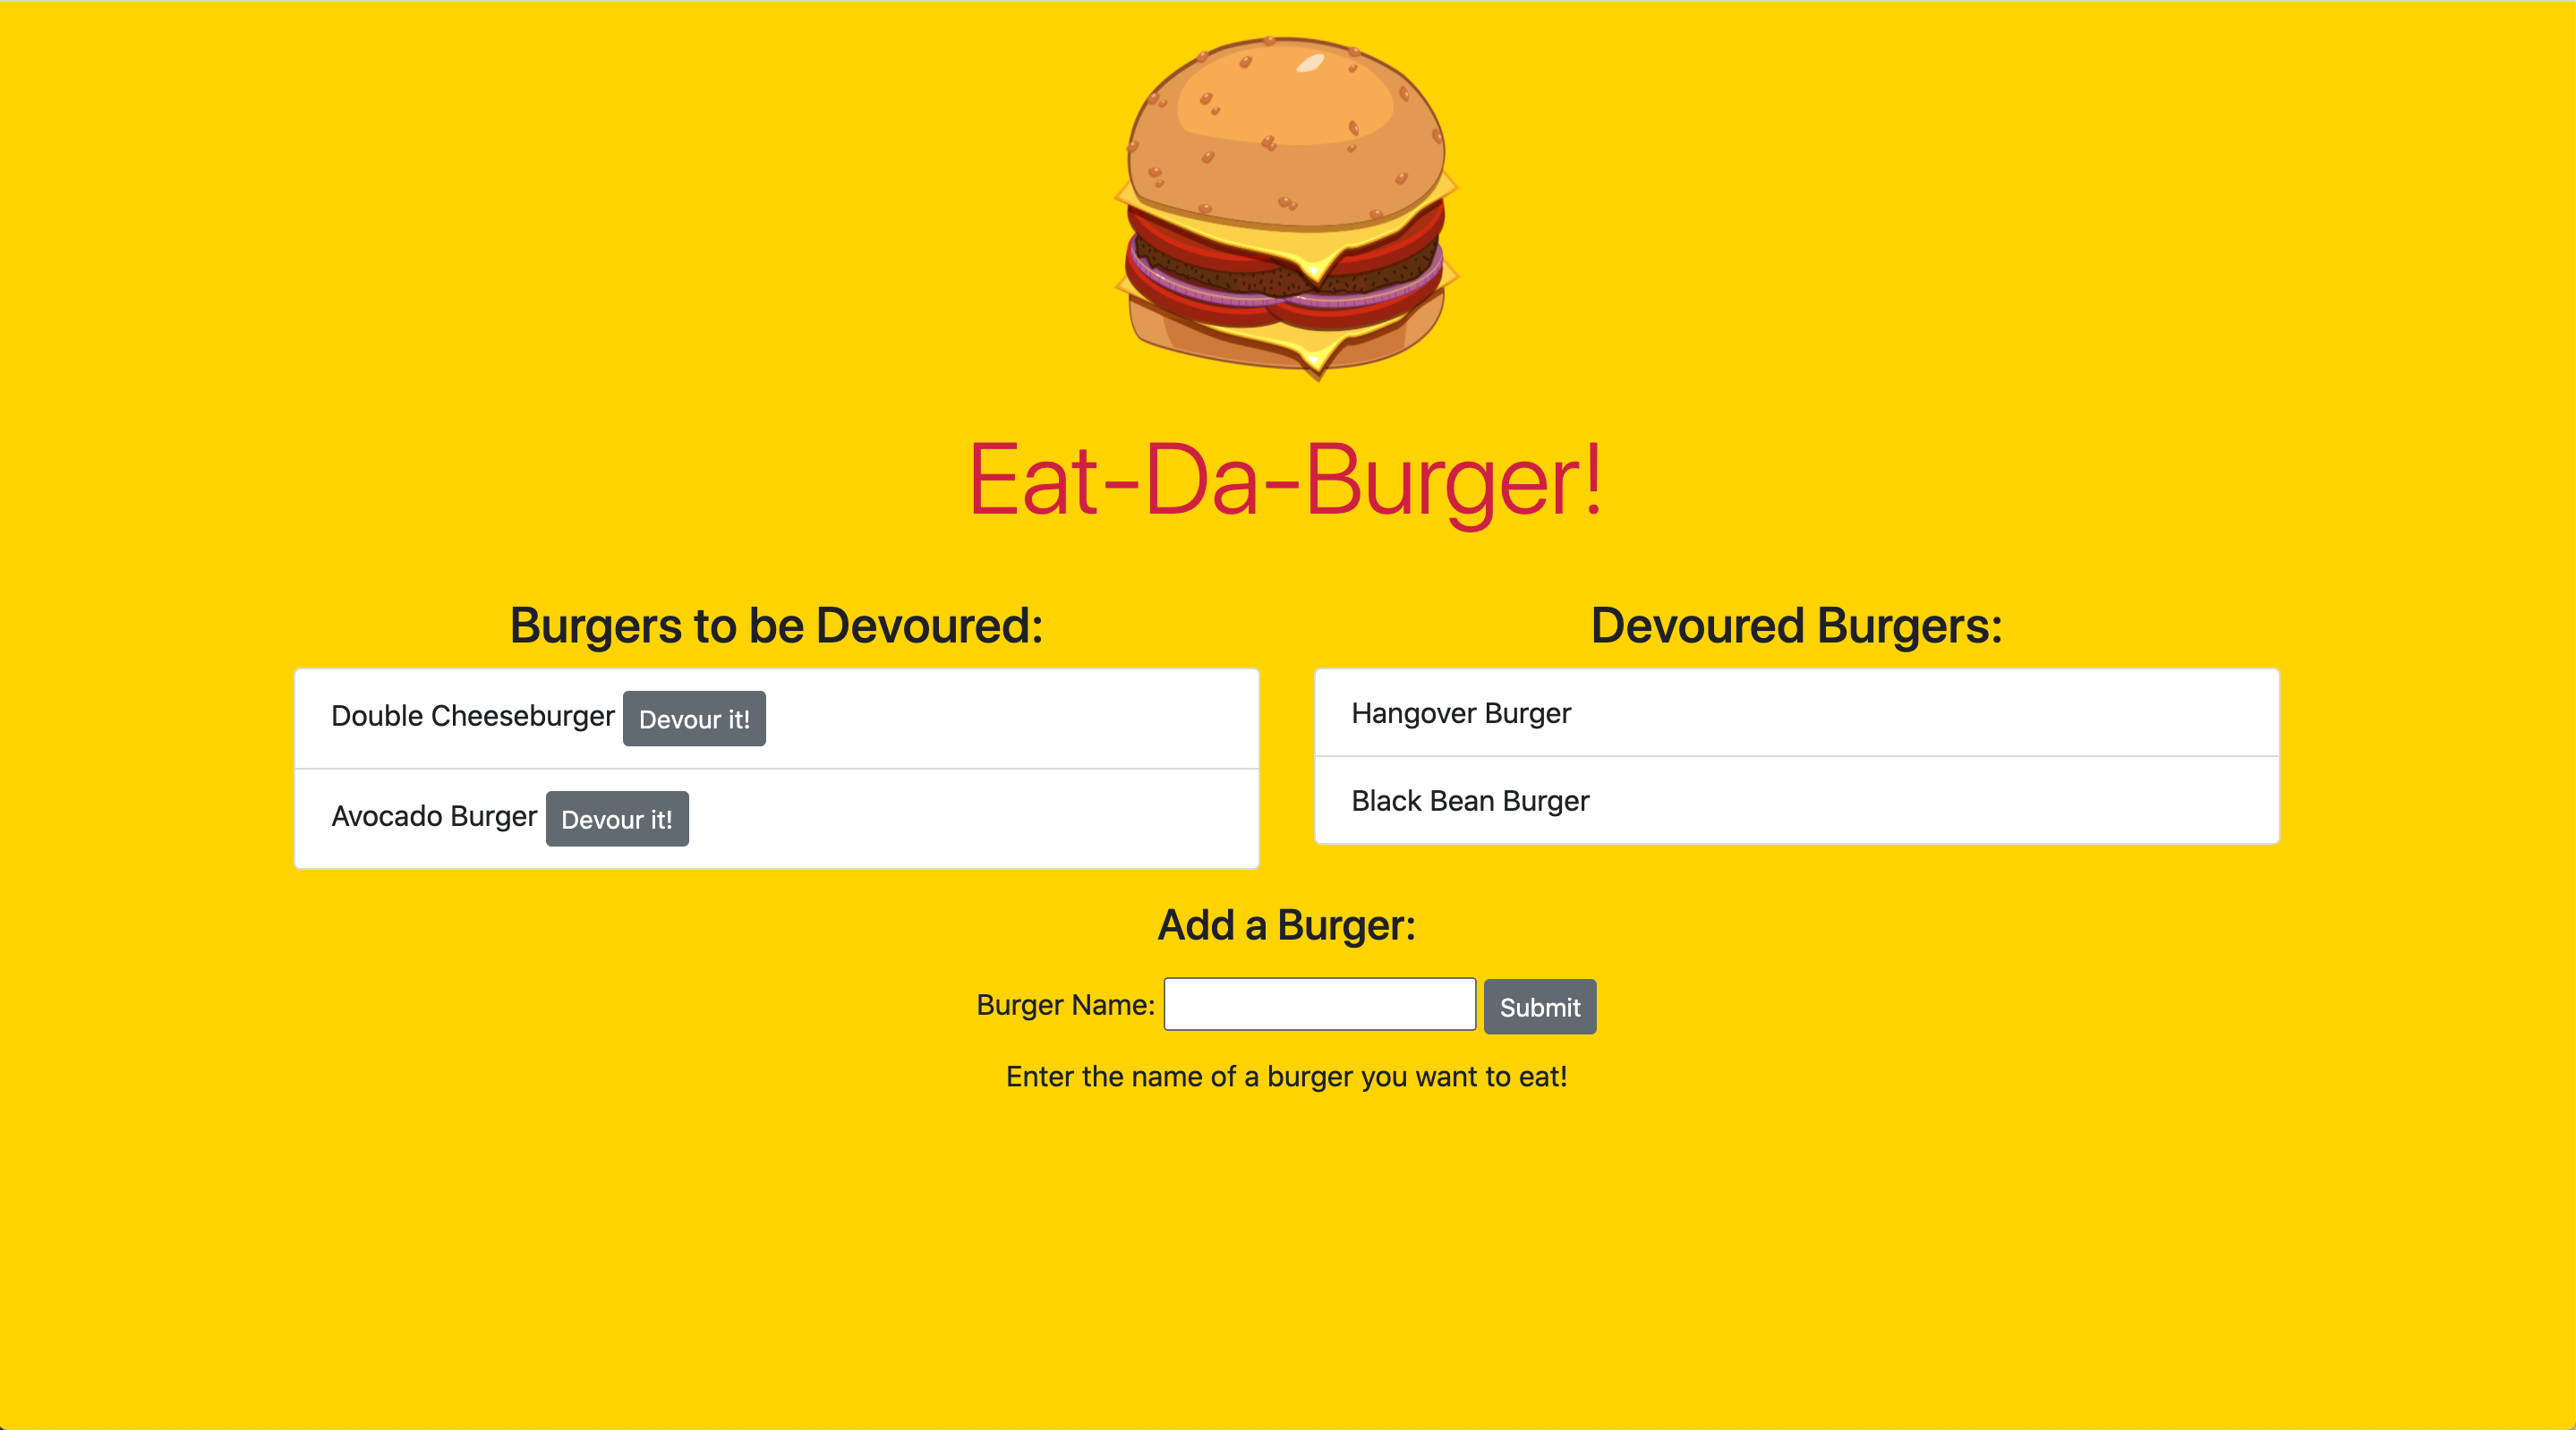 Eat-Da-Burger!
Burgers to be Devoured:
Double Cheeseburger Devour it!
Avocado Burger Devour it!
Devoured Burgers:
Hangover Burger
Black Bean Burger
Add a Burger:
Burger Name: Submit
Enter the name of a burger you want to eat!